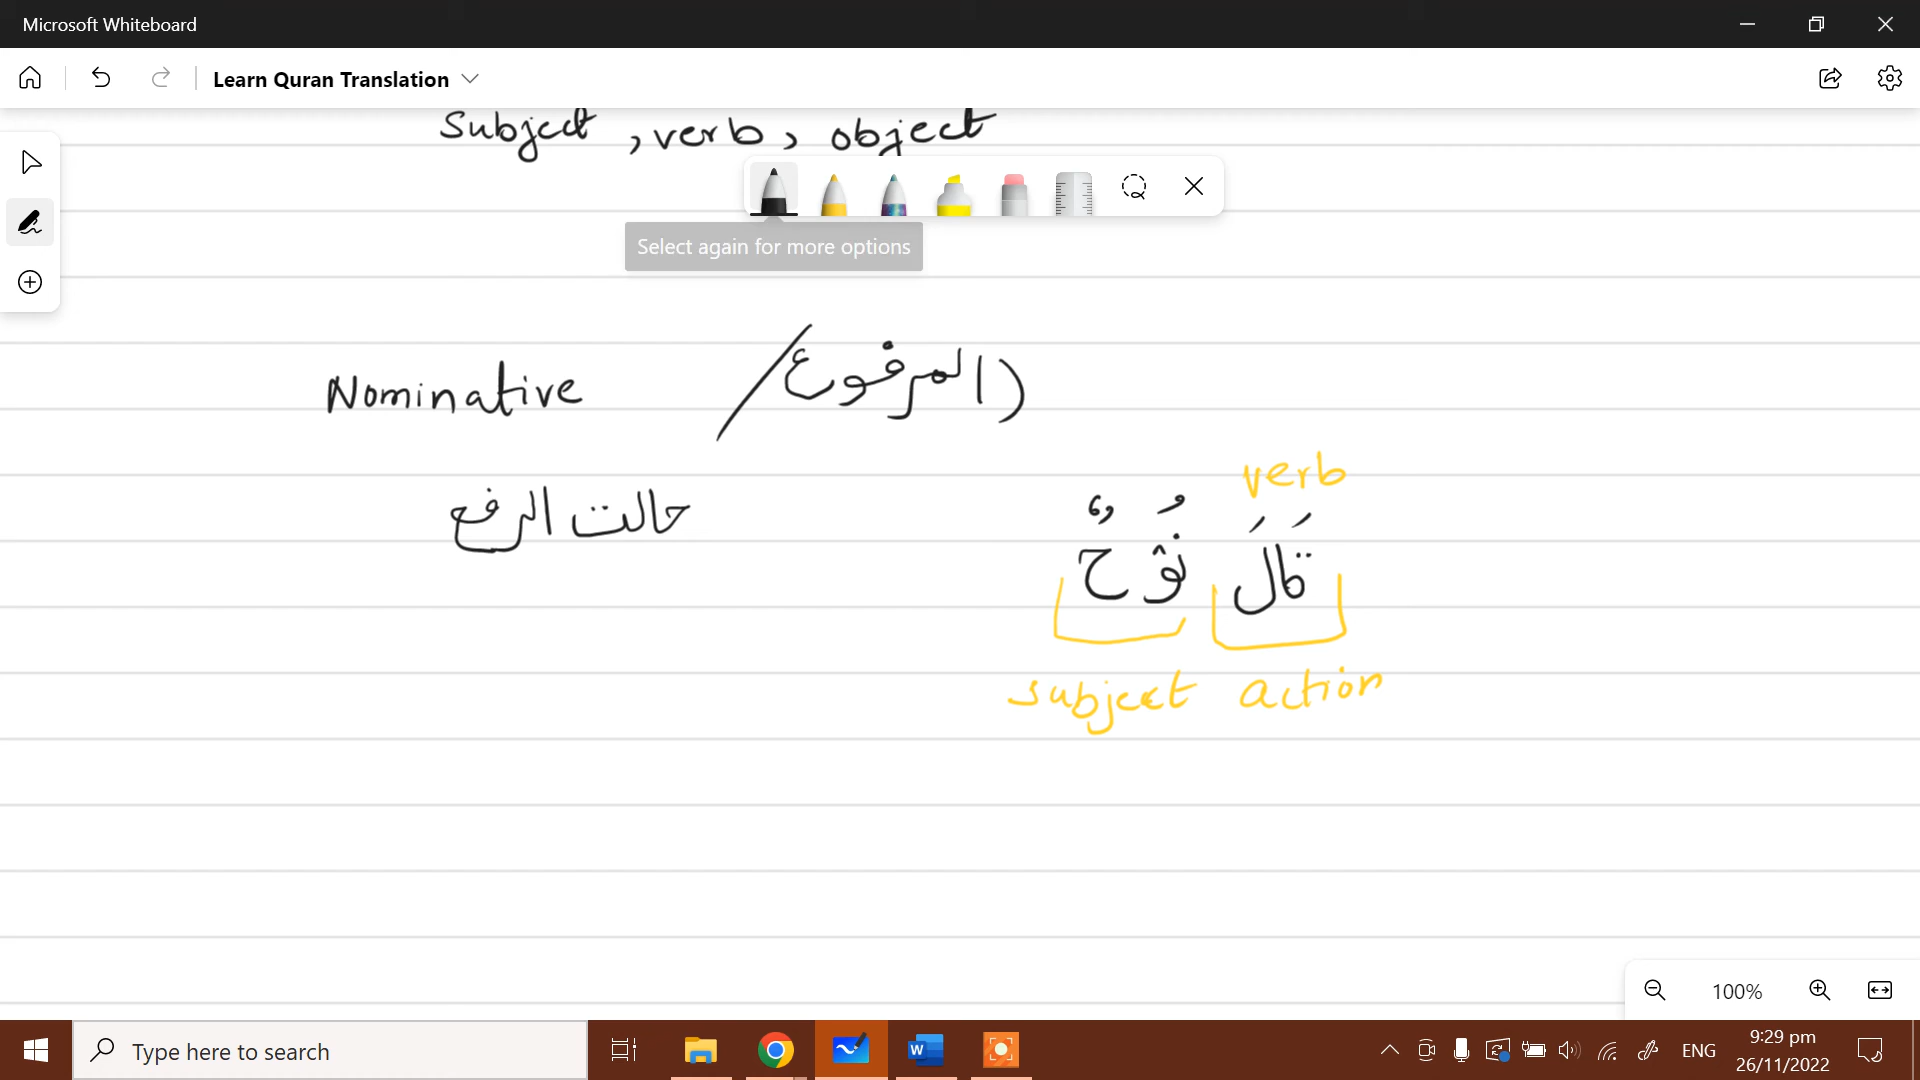 Microsoft Whiteboard
Learn Quran Translation
Subject , verb , object
Select again for more options
Nominative (المرفوع/
حالت الرفع
verb
قَالَ نُوْحٌ
subject action
100%
Type here to search
ENG
9:29 pm
26/11/2022